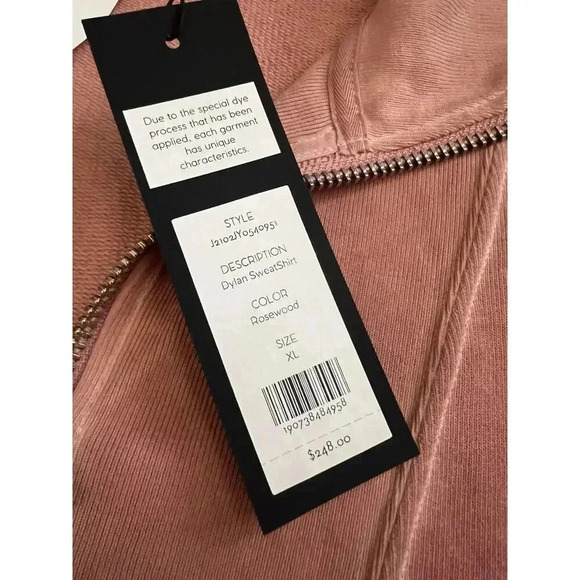 Due to the special dye
process that has been
applied, each garment
has unique
characteristics.
STYLE
J2102JY0540951
DESCRIPTION
Dylan SweatShirt
COLOR
Rosewood
SIZE
XL
190738484958
$248.00